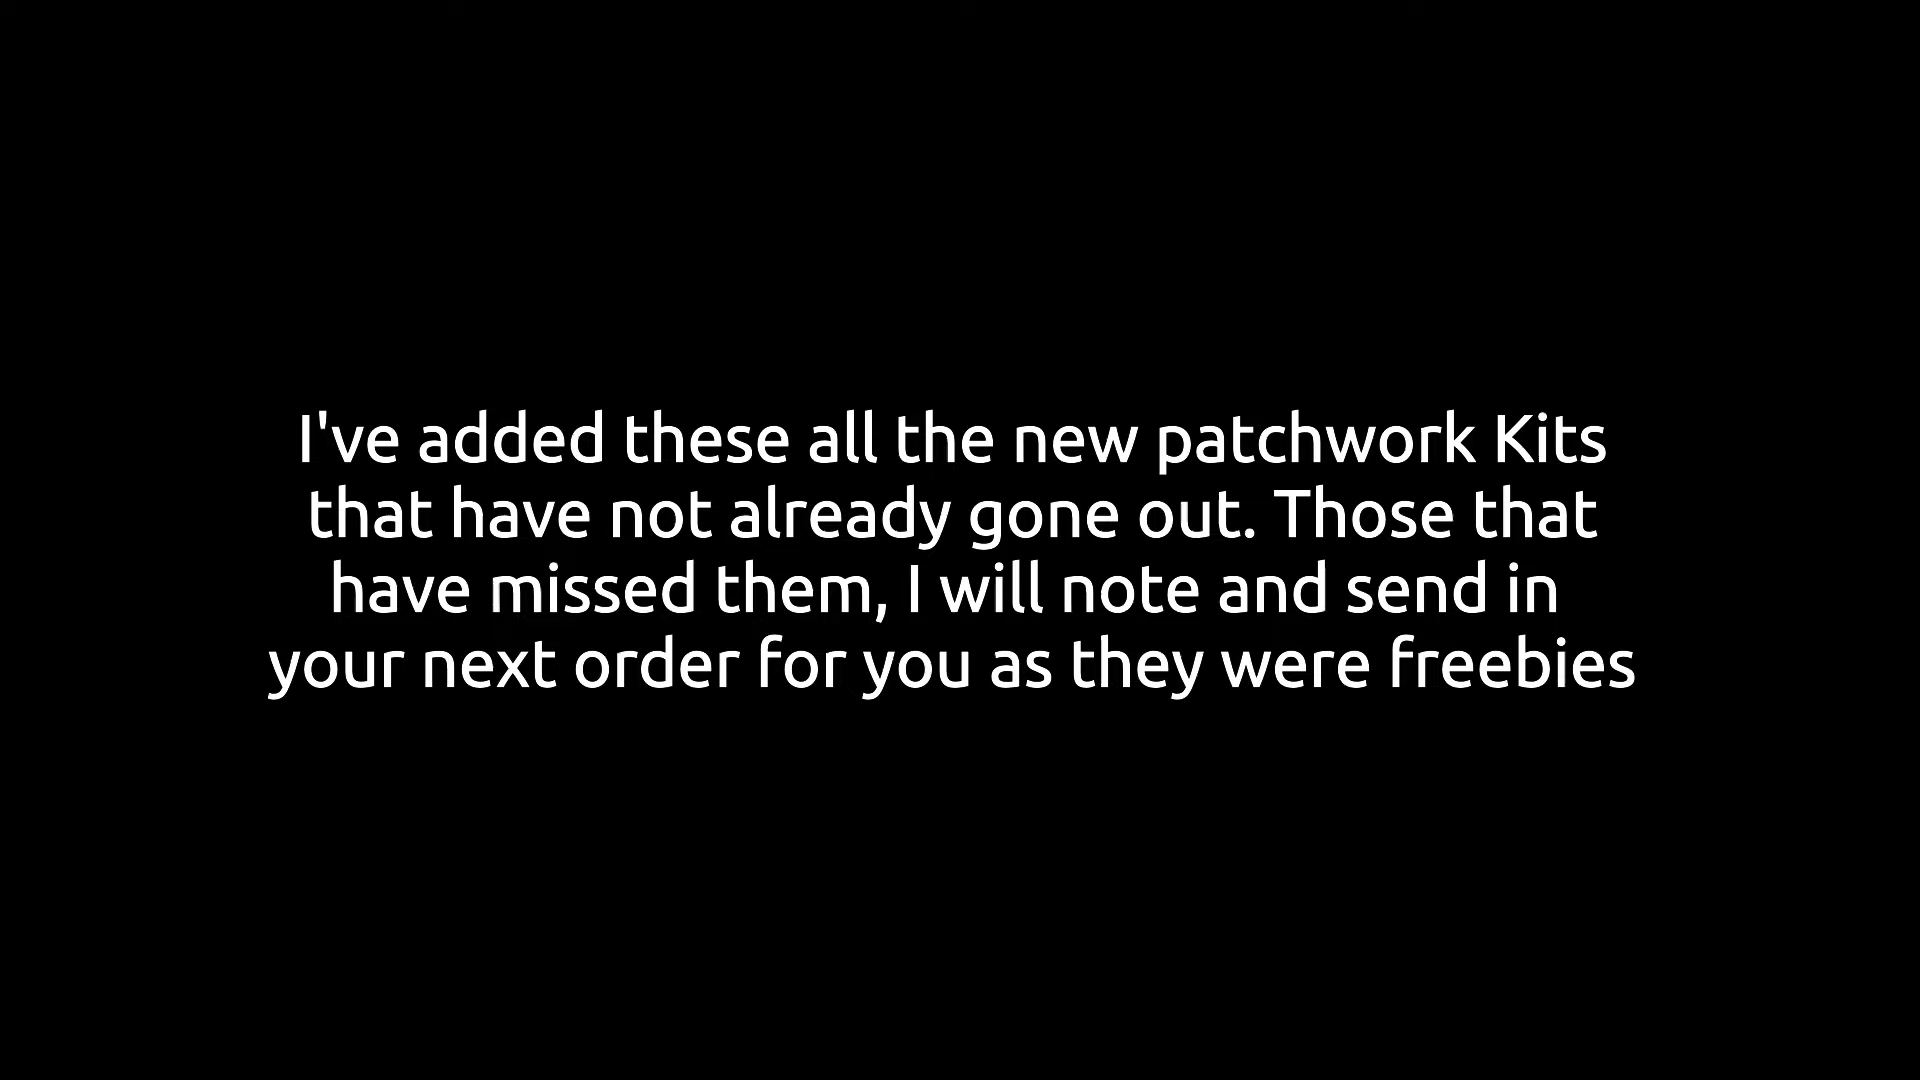 I've added these all the new patchwork Kits
that have not already gone out. Those that
have missed them, I will note and send in
your next order for you as they were freebies